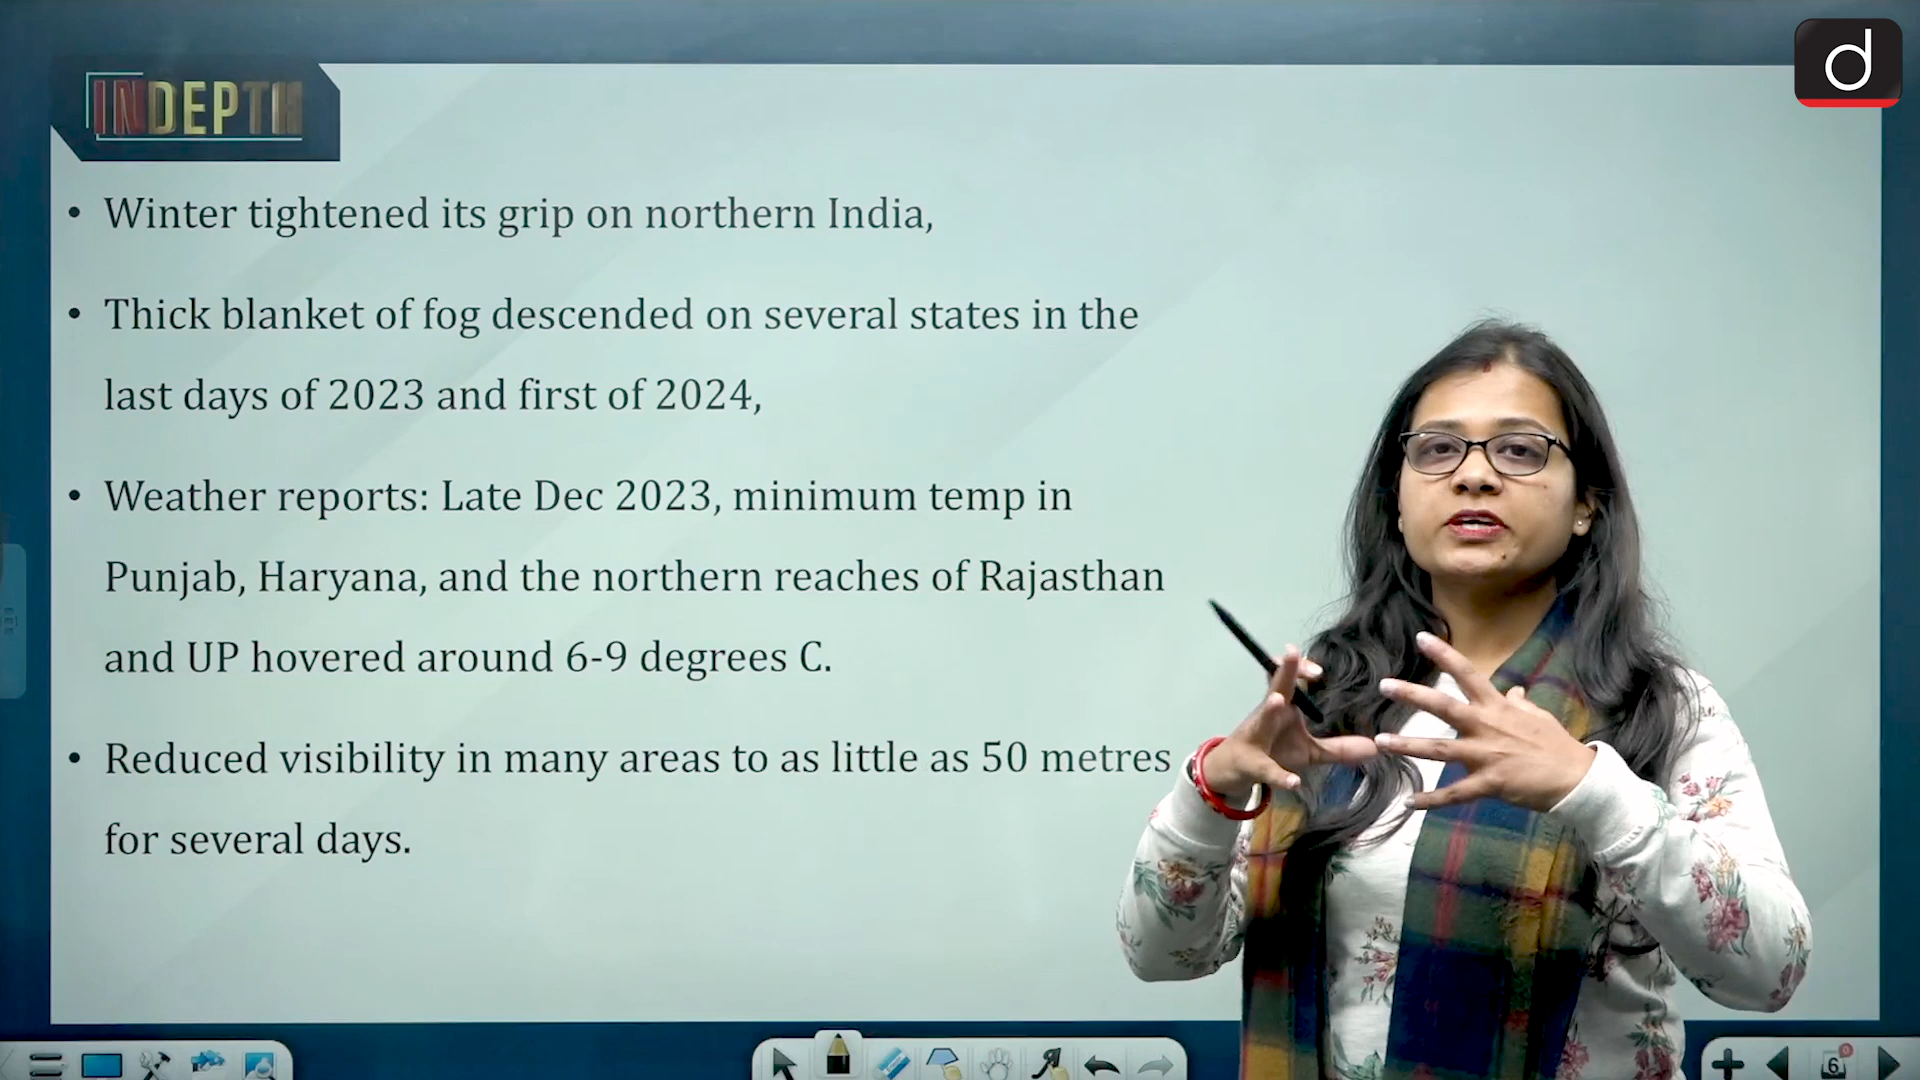 d
INDEPTH
• Winter tightened its grip on northern India,
• Thick blanket of fog descended on several states in the
last days of 2023 and first of 2024,
• Weather reports: Late Dec 2023, minimum temp in
Punjab, Haryana, and the northern reaches of Rajasthan
and UP hovered around 6-9 degrees C.
• Reduced visibility in many areas to as little as 50 metres
for several days.
6
0